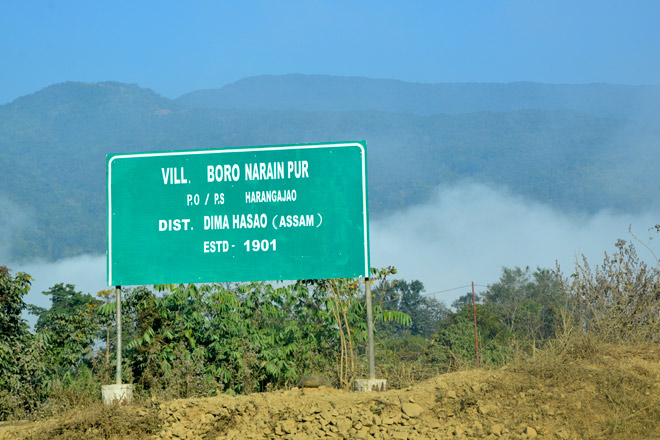 VILL. BORO NARAIN PUR
P.O / P.S HARANGAJAO
DIST. DIMA HASAO (ASSAM)
ESTD- 1901